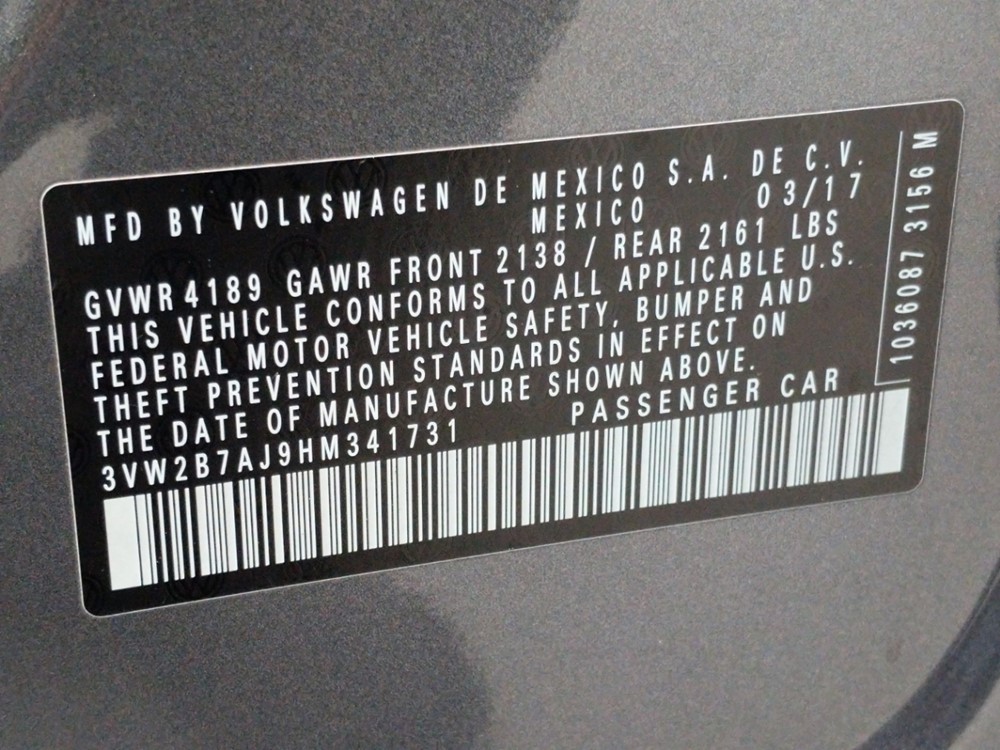 MFD BY VOLKSWAGEN DE MEXICO S.A. DE C.V.
MEXICO 03/17
GVWR 4189 GAWR FRONT 2138 / REAR 2161 LBS
THIS VEHICLE CONFORMS TO ALL APPLICABLE U.S.
FEDERAL MOTOR VEHICLE SAFETY, BUMPER AND
THEFT PREVENTION STANDARDS IN EFFECT ON
THE DATE OF MANUFACTURE SHOWN ABOVE.
3VW2B7AJ9HM341731 PASSENGER CAR
1036087 3156 M